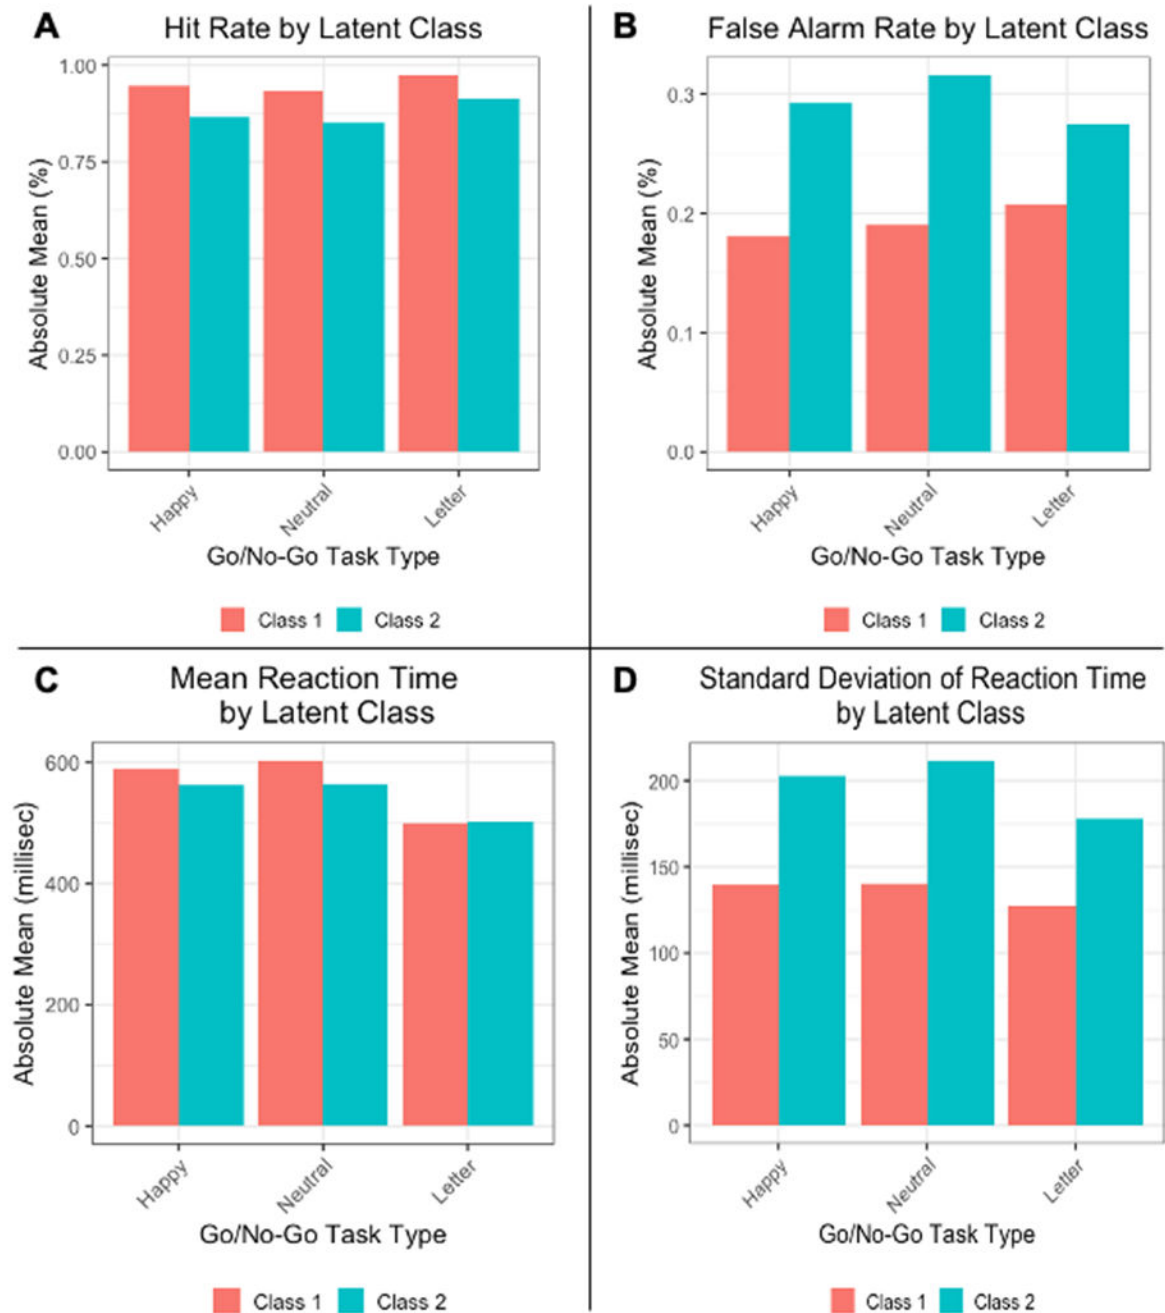 A Hit Rate by Latent Class
Absolute Mean (%)
1.00
0.75
0.50
0.25
0.00
Happy Neutral Letter
Go/No-Go Task Type
Class 1 Class 2
B False Alarm Rate by Latent Class
Absolute Mean (%)
0.3
0.2
0.1
0.0
Happy Neutral Letter
Go/No-Go Task Type
Class 1 Class 2
C Mean Reaction Time
by Latent Class
Absolute Mean (millisec)
600
400
200
0
Happy Neutral Letter
Go/No-Go Task Type
Class 1 Class 2
D Standard Deviation of Reaction Time
by Latent Class
Absolute Mean (millisec)
200
150
100
50
0
Happy Neutral Letter
Go/No-Go Task Type
Class 1 Class 2